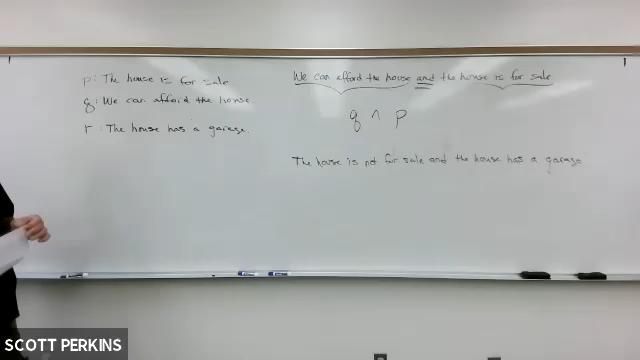 p: The house is for sale
q: We can afford the house
r: The house has a garage.
We can afford the house and the house is for sale
q ∧ p
The house is not for sale and the house has a garage
SCOTT PERKINS